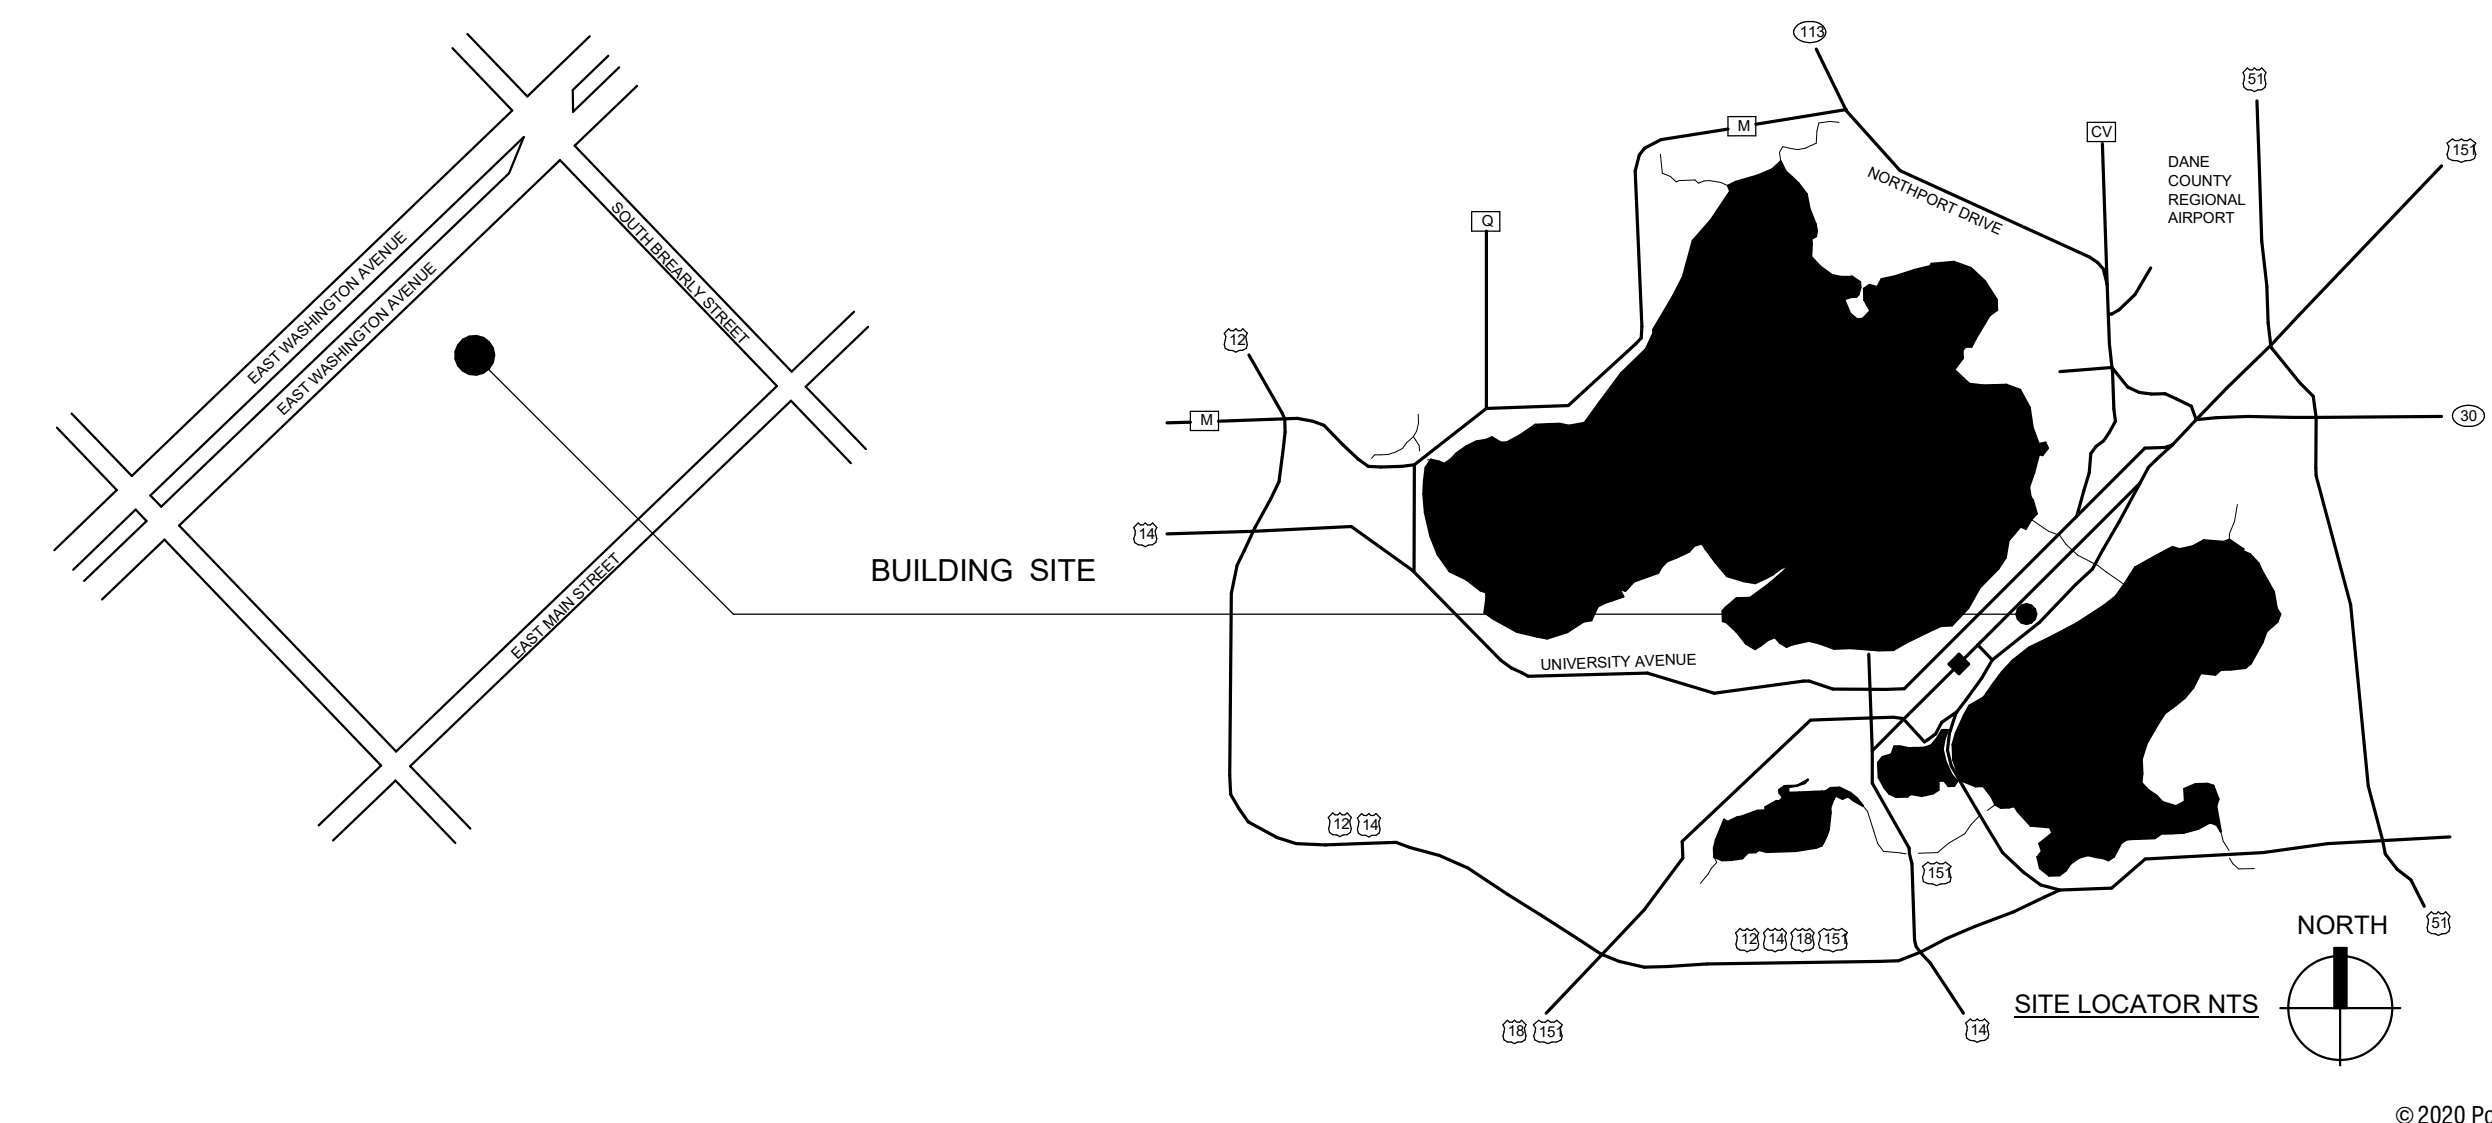 113
51
M
CV
151
DANE
COUNTY
REGIONAL
AIRPORT
NORTHPORT DRIVE
SOUTH BREARLY STREET
Q
EAST WASHINGTON AVENUE
EAST WASHINGTON AVENUE
12
M
30
14
BUILDING SITE
EAST MAIN STREET
UNIVERSITY AVENUE
12 14
151
12 14 18 151
51
NORTH
SITE LOCATOR NTS
18 151
14
© 2020